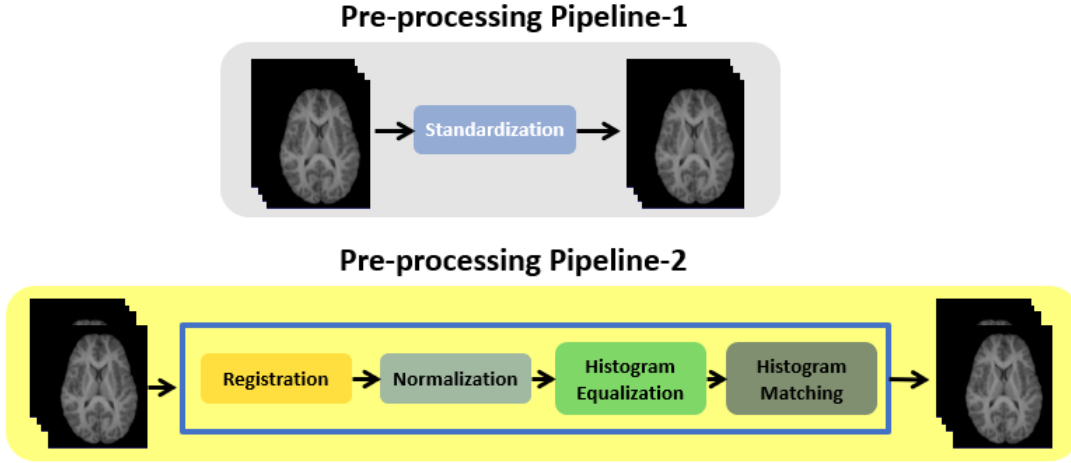 Pre-processing Pipeline-1
Standardization
Pre-processing Pipeline-2
Registration
Normalization
Histogram
Equalization
Histogram
Matching